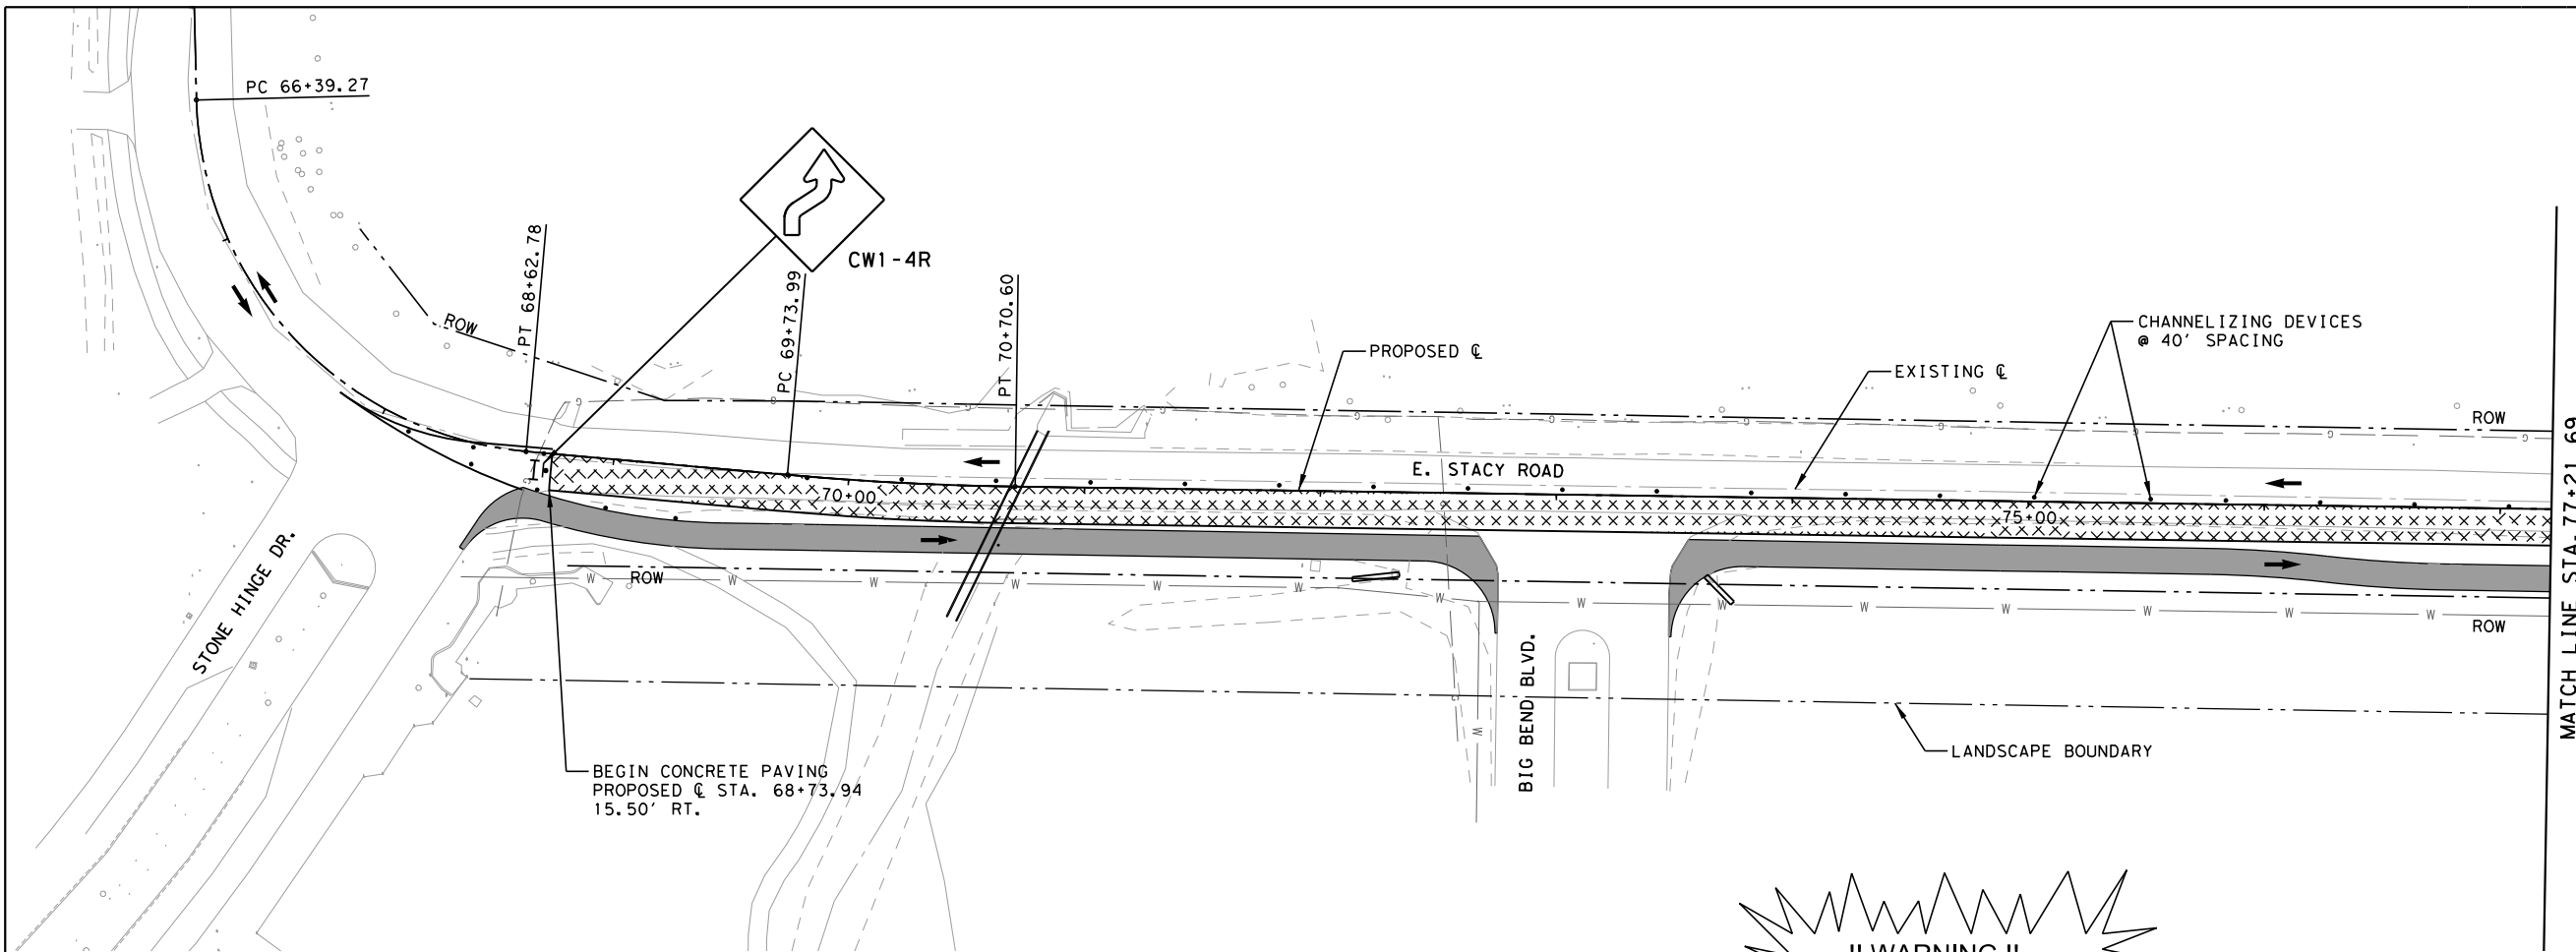 PC 66+39.27
CW1-4R
PT 68+62.78
PC 69+73.99
PT 70+70.60
ROW
PROPOSED ℄
EXISTING ℄
CHANNELIZING DEVICES
@ 40' SPACING
ROW
E. STACY ROAD
70+00
75+00
MATCH LINE STA. 77+21.69
STONE HINGE DR.
ROW
W W W W W W W W W W W W W W
ROW
BIG BEND BLVD.
W
LANDSCAPE BOUNDARY
BEGIN CONCRETE PAVING
PROPOSED ℄ STA. 68+73.94
15.50' RT.
!! WARNING !!